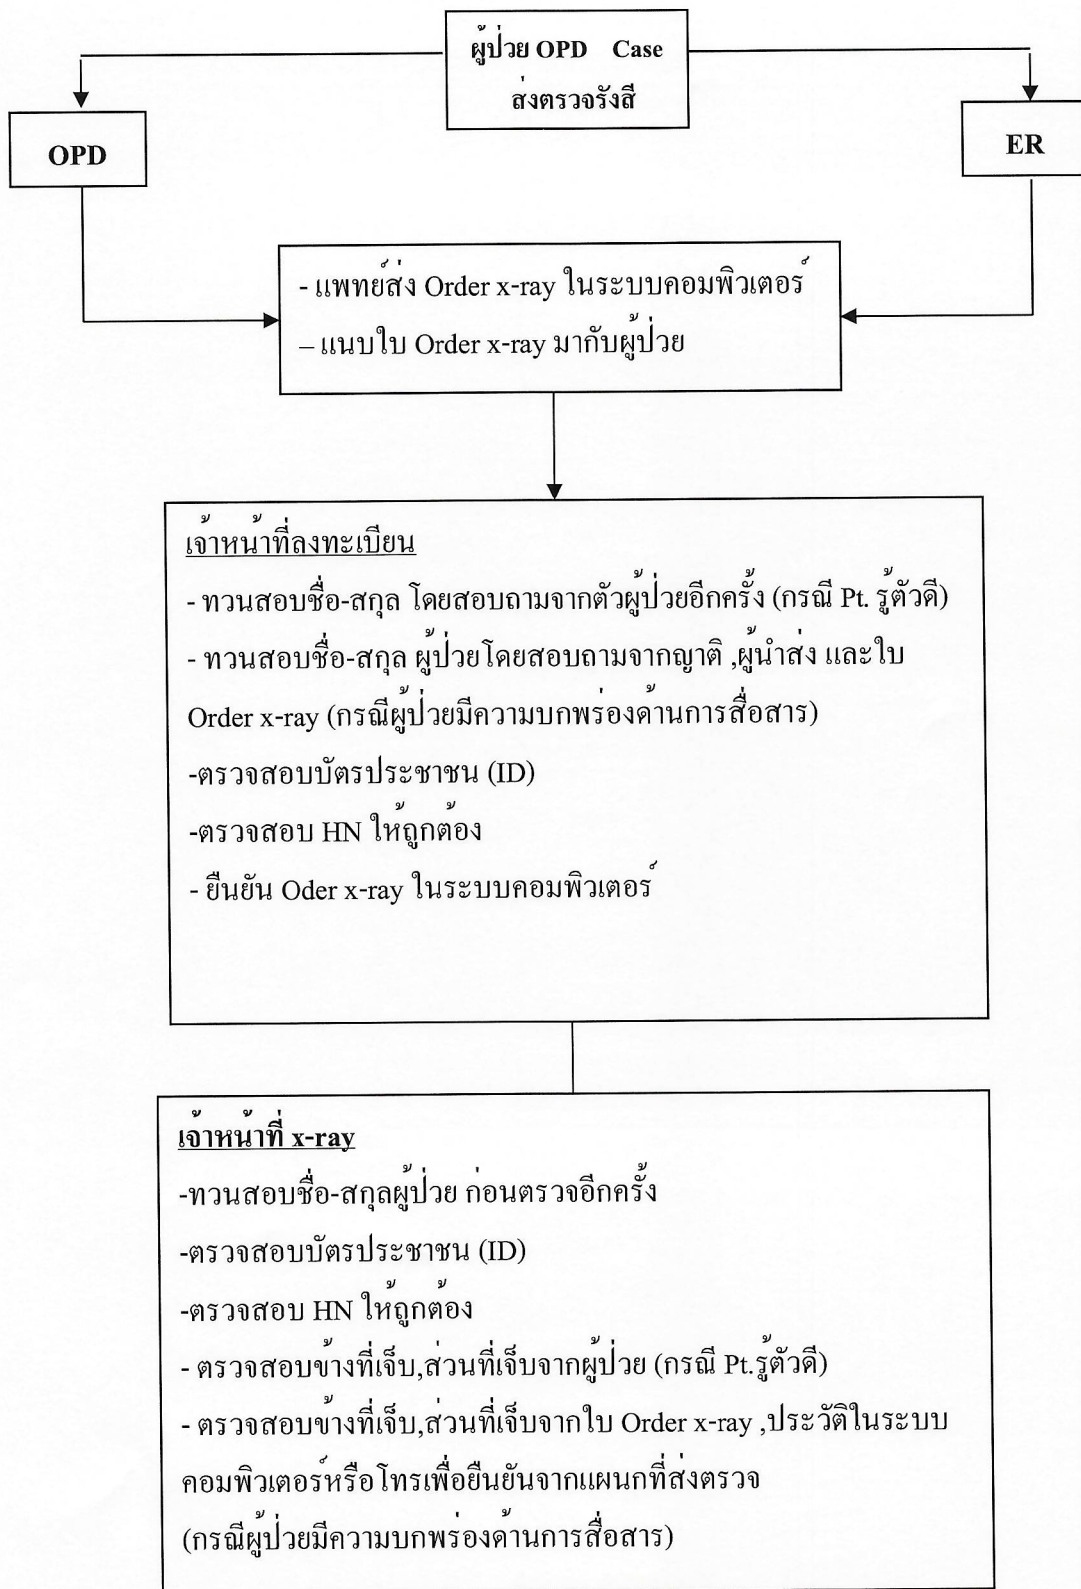 ผู้ป่วย OPD Case
ส่งตรวจรังสี
OPD
ER
- แพทย์ส่ง Order x-ray ในระบบคอมพิวเตอร์
– แนบใบ Order x-ray มากับผู้ป่วย
เจ้าหน้าที่ลงทะเบียน
- ทวนสอบชื่อ-สกุล โดยสอบถามจากตัวผู้ป่วยอีกครั้ง (กรณี Pt. รู้ตัวดี)
- ทวนสอบชื่อ-สกุล ผู้ป่วยโดยสอบถามจากญาติ ,ผู้นำส่ง และใบ
Order x-ray (กรณีผู้ป่วยมีความบกพร่องด้านการสื่อสาร)
-ตรวจสอบบัตรประชาชน (ID)
-ตรวจสอบ HN ให้ถูกต้อง
- ยืนยัน Oder x-ray ในระบบคอมพิวเตอร์
เจ้าหน้าที่ x-ray
-ทวนสอบชื่อ-สกุลผู้ป่วย ก่อนตรวจอีกครั้ง
-ตรวจสอบบัตรประชาชน (ID)
-ตรวจสอบ HN ให้ถูกต้อง
- ตรวจสอบข้างที่เจ็บ,ส่วนที่เจ็บจากผู้ป่วย (กรณี Pt.รู้ตัวดี)
- ตรวจสอบข้างที่เจ็บ,ส่วนที่เจ็บจากใบ Order x-ray ,ประวัติในระบบ
คอมพิวเตอร์หรือโทรเพื่อยืนยันจากแผนกที่ส่งตรวจ
(กรณีผู้ป่วยมีความบกพร่องด้านการสื่อสาร)